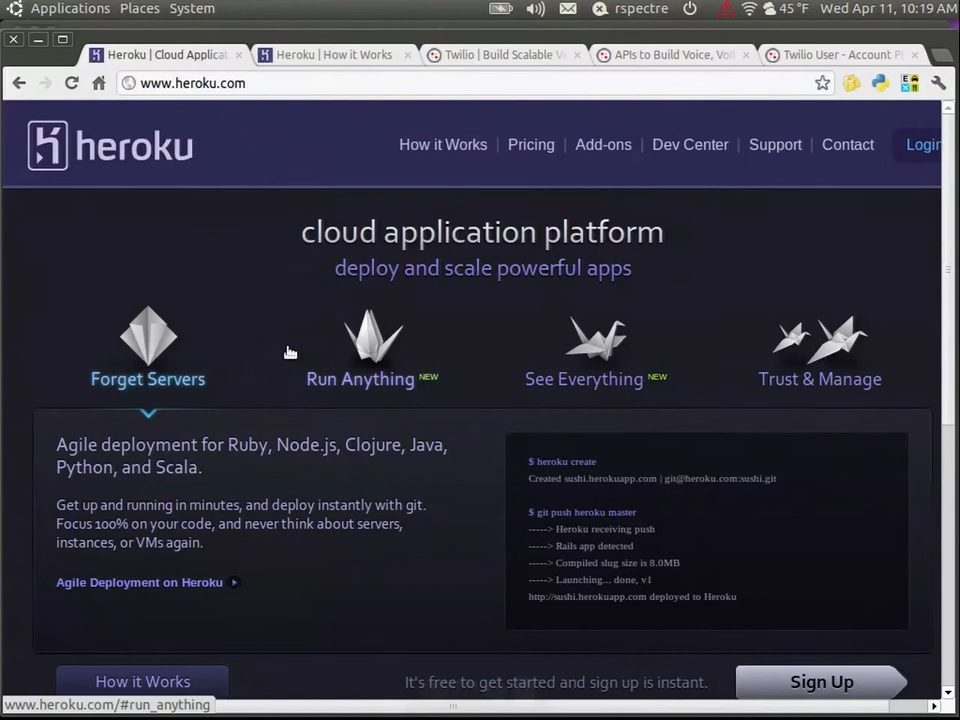 Applications Places System
rspectre 45 °F Wed Apr 11, 10:19 AM
Heroku | Cloud Applicat
Heroku | How it Works
Twilio | Build Scalable V
APIs to Build Voice, VoI
Twilio User - Account P
www.heroku.com
heroku
How it Works | Pricing | Add-ons | Dev Center | Support | Contact
Login
cloud application platform
deploy and scale powerful apps
Forget Servers
Run Anything NEW
See Everything NEW
Trust & Manage
Agile deployment for Ruby, Node.js, Clojure, Java,
Python, and Scala.
Get up and running in minutes, and deploy instantly with git.
Focus 100% on your code, and never think about servers,
instances, or VMs again.
Agile Deployment on Heroku
$ heroku create
Created sushi.herokuapp.com | git@heroku.com:sushi.git
$ git push heroku master
-----> Heroku receiving push
-----> Rails app detected
-----> Compiled slug size is 8.0MB
-----> Launching... done, v1
http://sushi.herokuapp.com deployed to Heroku
How it Works
It's free to get started and sign up is instant.
Sign Up
www.heroku.com/#run_anything